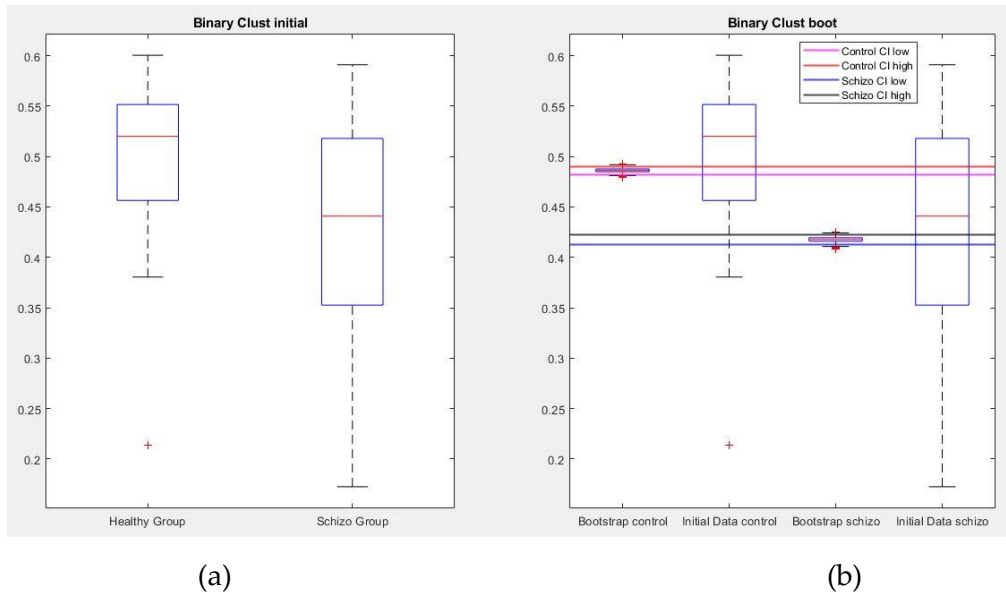 Binary Clust initial
0.6
0.55
0.5
0.45
0.4
0.35
0.3
0.25
0.2
Healthy Group
Schizo Group
(a)
Binary Clust boot
Control CI low
Control CI high
Schizo CI low
Schizo CI high
0.6
0.55
0.5
0.45
0.4
0.35
0.3
0.25
0.2
Bootstrap control
Initial Data control
Bootstrap schizo
Initial Data schizo
(b)